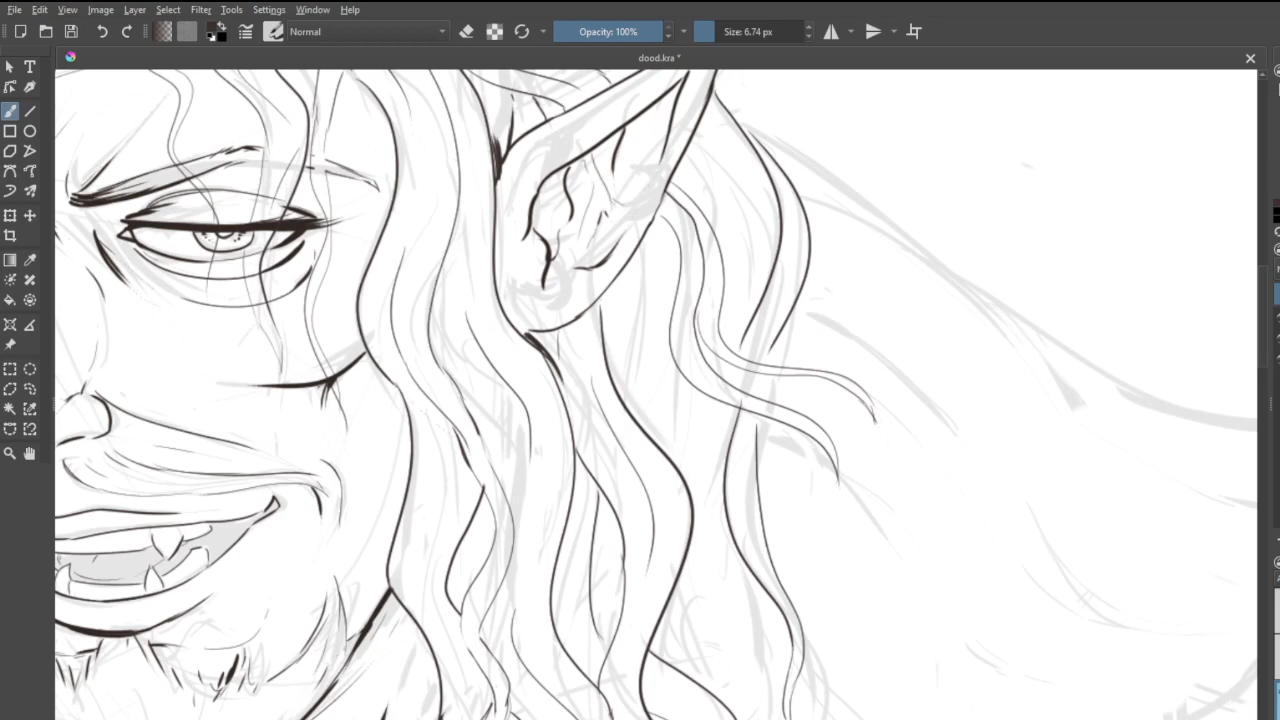 File Edit View Image Layer Select Filter Tools Settings Window Help
Normal Opacity: 100% Size: 6.74 px
dood.kra *